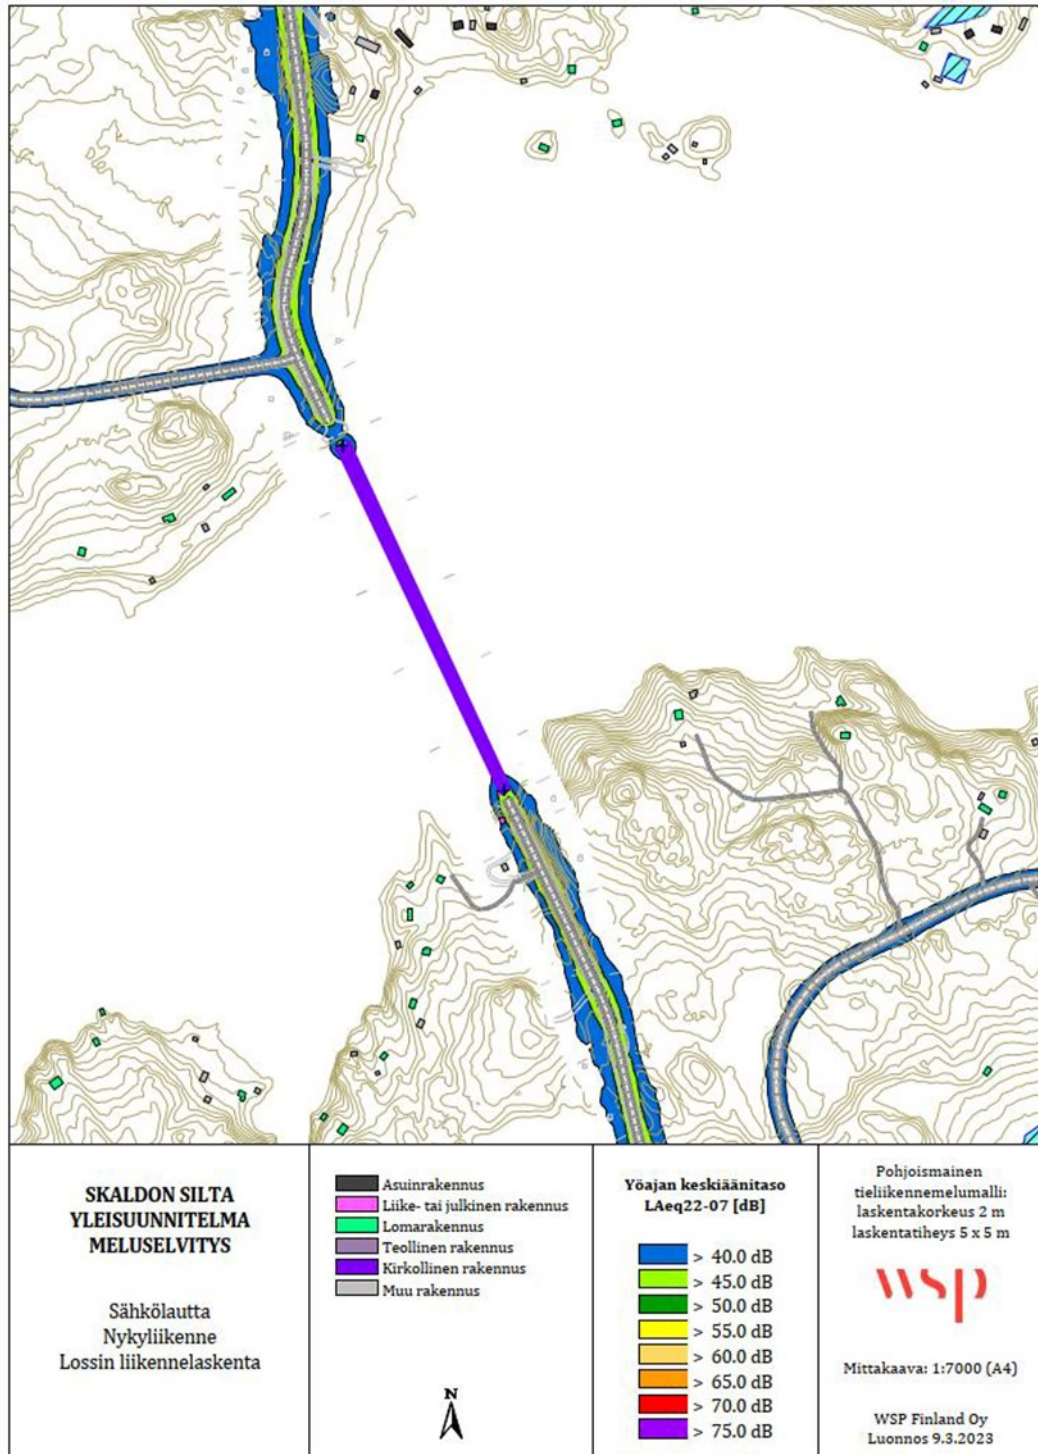 SKALDON SILTA
YLEISUUNNITELMA
MELUSELVITYS
Sähkölautta
Nykyliikenne
Lossin liikennelaskenta
Asuinrakennus
Liike- tai julkinen rakennus
Lomarakennus
Teollinen rakennus
Kirkollinen rakennus
Muu rakennus
N
Yöajan keskiäänitaso
LAeq22-07 [dB]
> 40.0 dB
> 45.0 dB
> 50.0 dB
> 55.0 dB
> 60.0 dB
> 65.0 dB
> 70.0 dB
> 75.0 dB
Pohjoismainen
tieliikennemelumalli:
laskentakorkeus 2 m
laskentatiheys 5 x 5 m
wsp
Mittakaava: 1:7000 (A4)
WSP Finland Oy
Luonnos 9.3.2023